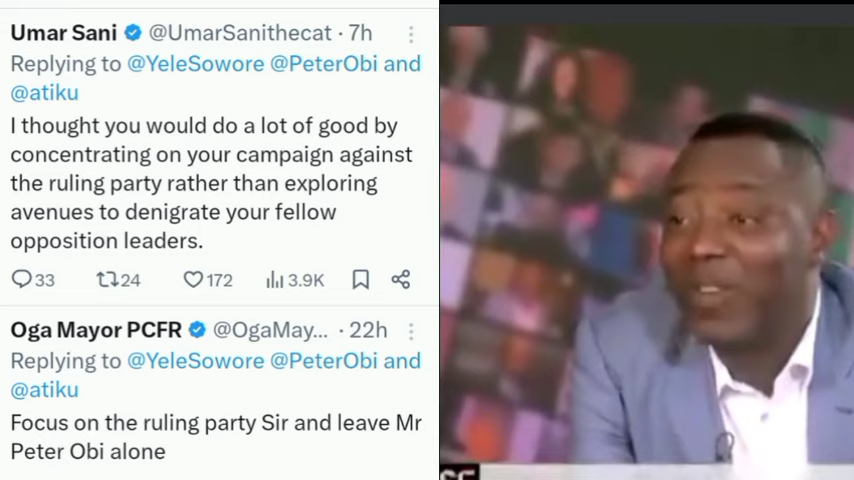 Umar Sani @UmarSanithecat · 7h
Replying to @YeleSowore @PeterObi and
@atiku
I thought you would do a lot of good by
concentrating on your campaign against
the ruling party rather than exploring
avenues to denigrate your fellow
opposition leaders.
33 24 172 3.9K
Oga Mayor PCFR @OgaMay... · 22h
Replying to @YeleSowore @PeterObi and
@atiku
Focus on the ruling party Sir and leave Mr
Peter Obi alone